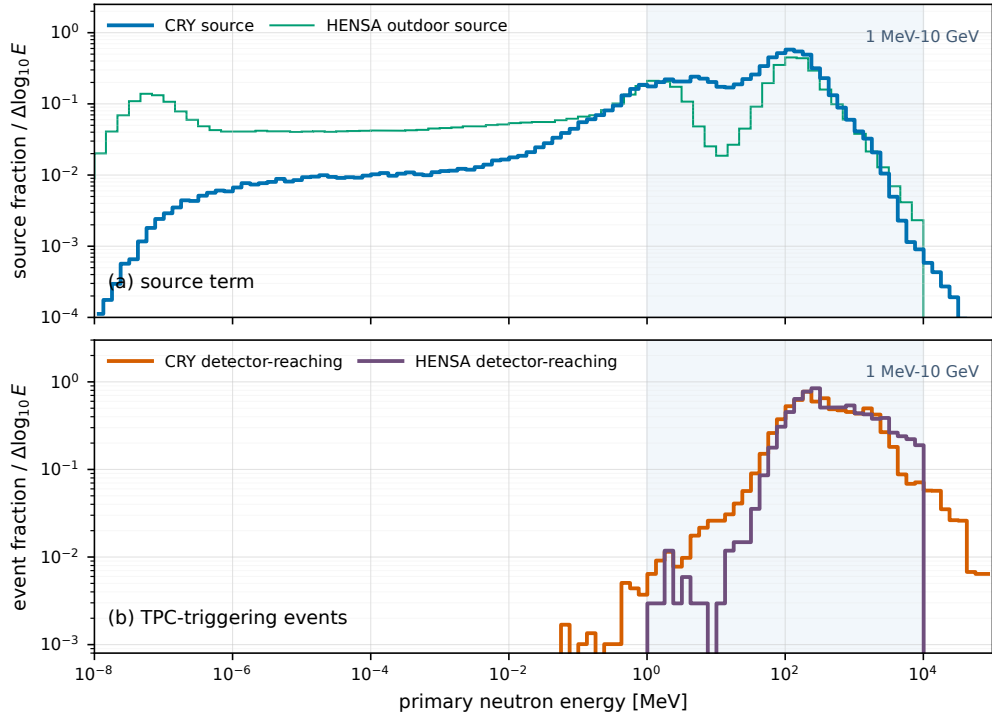 CRY source
HENSA outdoor source
1 MeV-10 GeV
source fraction / Δlog₁₀ E
10⁰
10⁻¹
10⁻²
10⁻³
10⁻⁴
(a) source term
CRY detector-reaching
HENSA detector-reaching
1 MeV-10 GeV
event fraction / Δlog₁₀ E
10⁰
10⁻¹
10⁻²
10⁻³
(b) TPC-triggering events
10⁻⁸
10⁻⁶
10⁻⁴
10⁻²
10⁰
10²
10⁴
primary neutron energy [MeV]